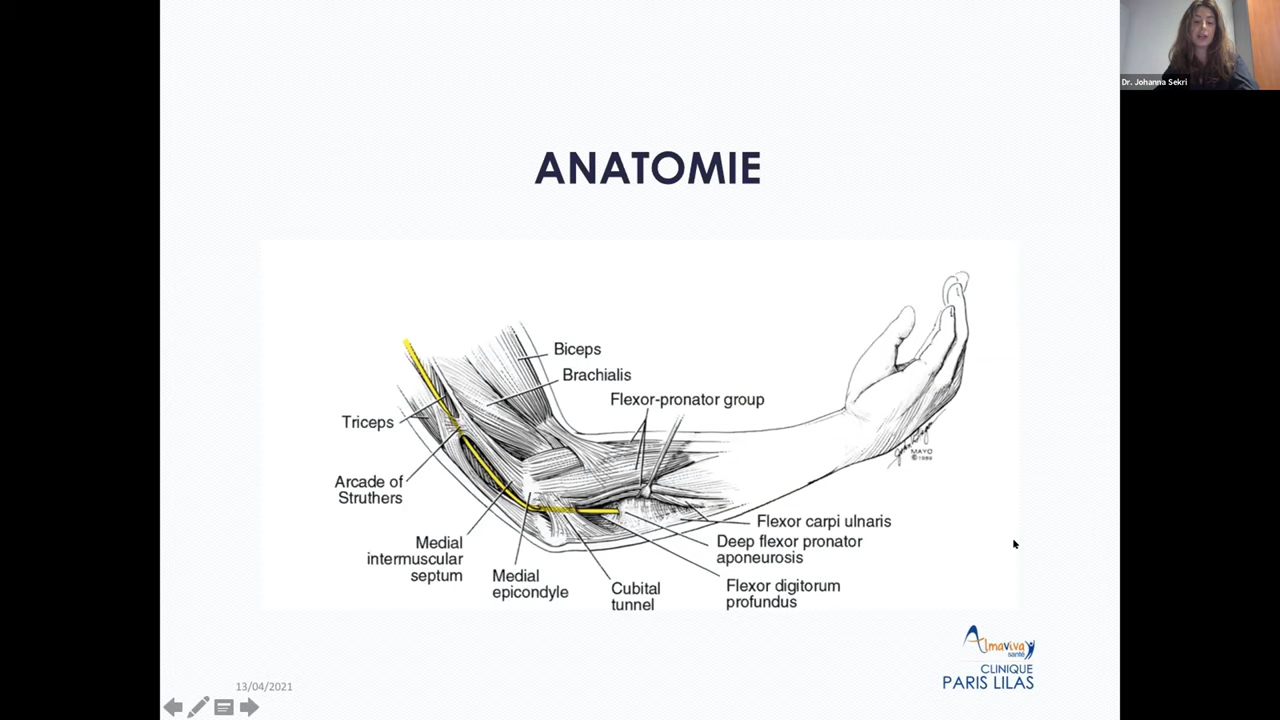 Dr. Johanna Sekri
ANATOMIE
Biceps
Brachialis
Flexor-pronator group
Triceps
Arcade of
Struthers
Medial
intermuscular
septum
Medial
epicondyle
Cubital
tunnel
Flexor carpi ulnaris
Deep flexor pronator
aponeurosis
Flexor digitorum
profundus
MAYO
©1989
Almaviva
santé
CLINIQUE
PARIS LILAS
13/04/2021